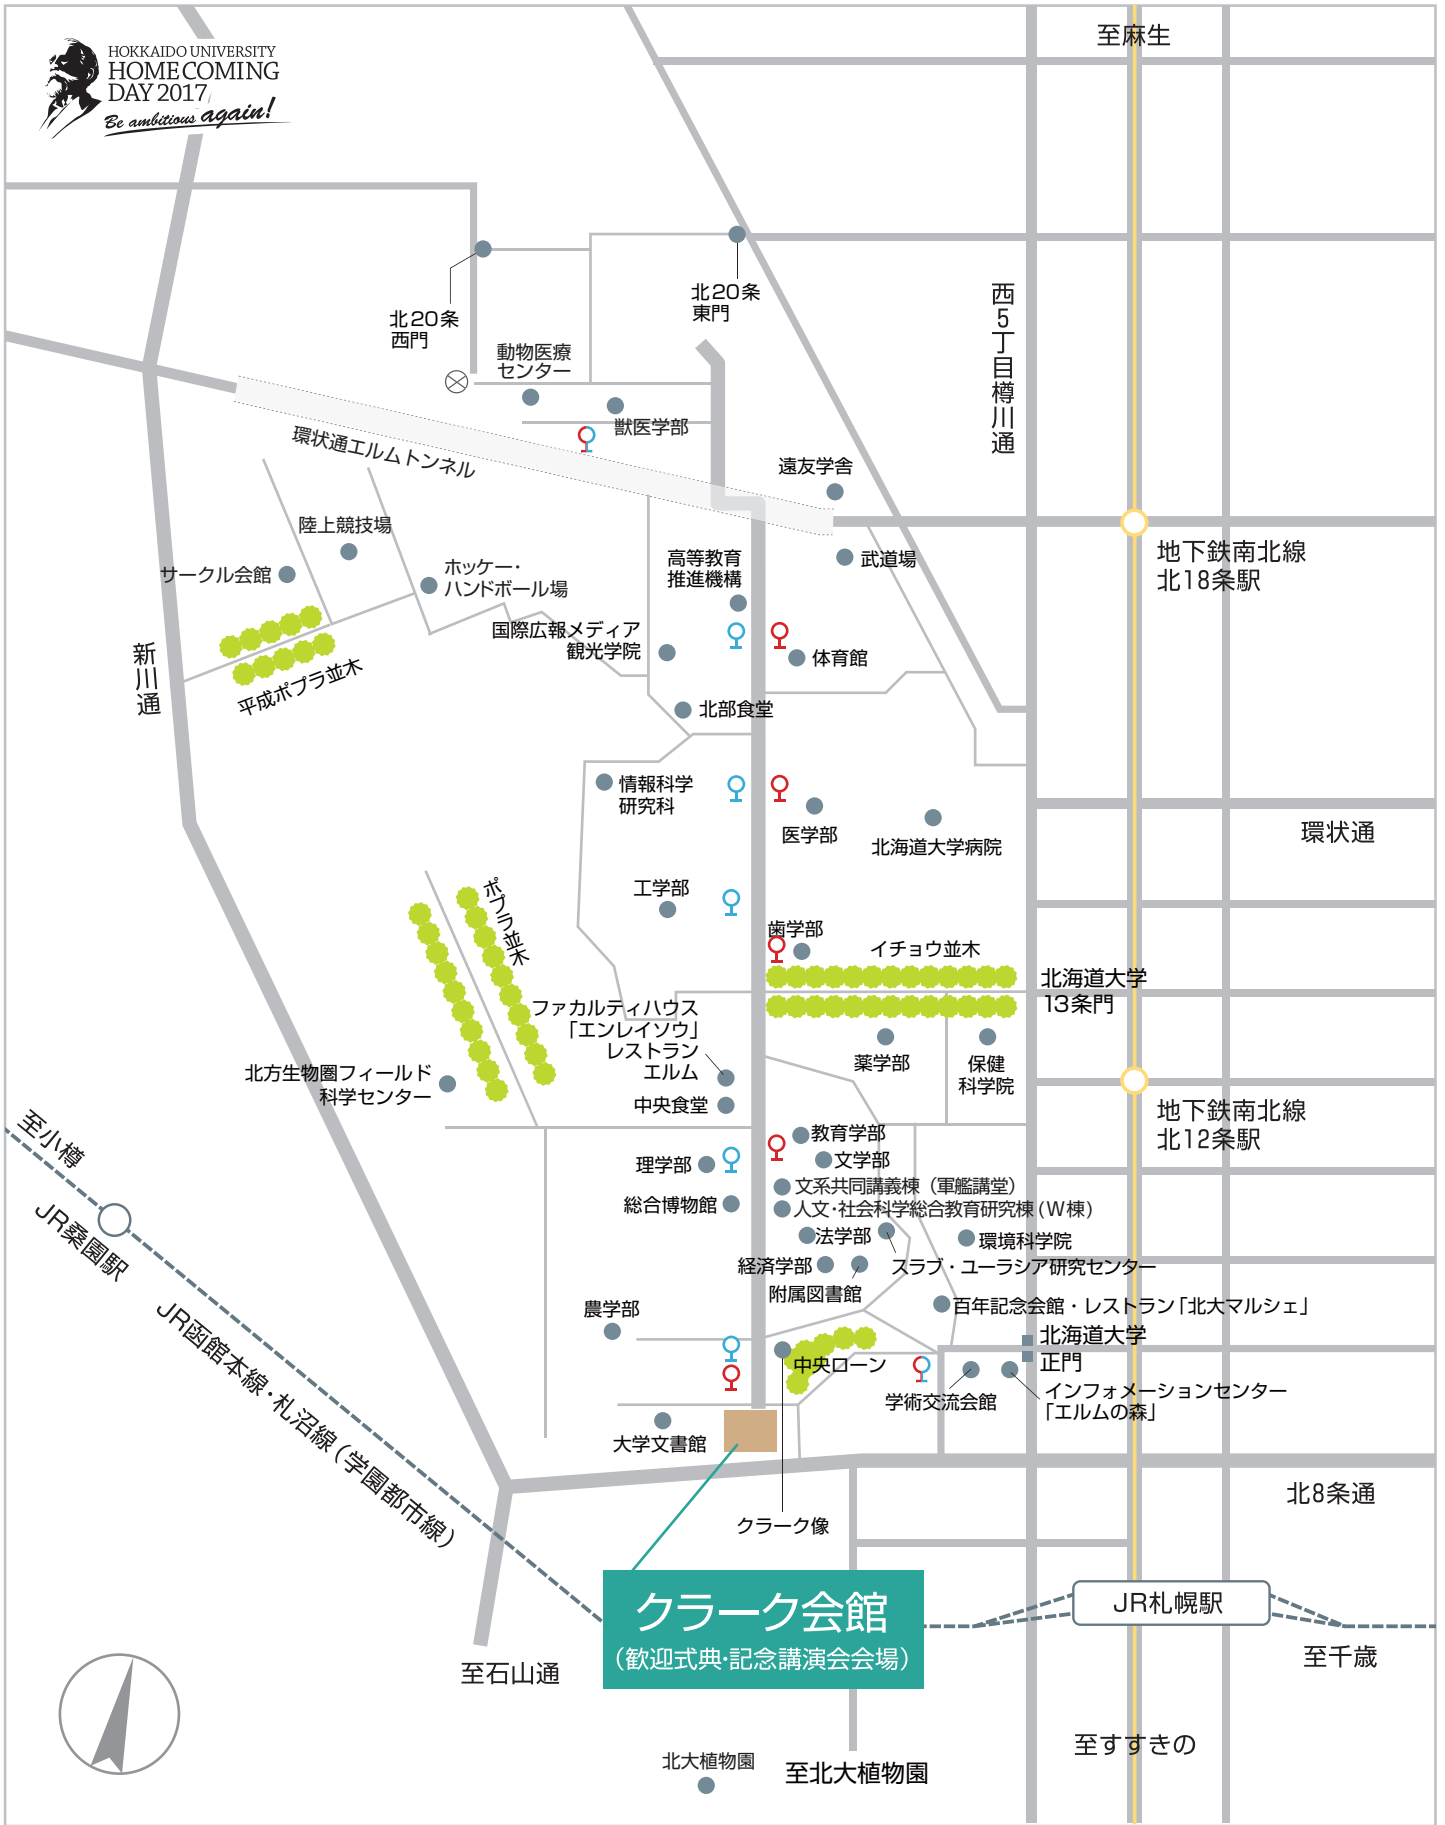 HOKKAIDO UNIVERSITY
HOMECOMING
DAY 2017
Be ambitious again!
至麻生
北20条
東門
北20条
西門
西5丁目樽川通
動物医療
センター
獣医学部
環状通エルムトンネル
遠友学舎
陸上競技場
地下鉄南北線
北18条駅
高等教育
推進機構
武道場
サークル会館
ホッケー・
ハンドボール場
国際広報メディア
観光学院
体育館
新川通
平成ポプラ並木
北部食堂
情報科学
研究科
医学部
北海道大学病院
環状通
工学部
ポプラ並木
歯学部
イチョウ並木
北海道大学
13条門
ファカルティハウス
「エンレイソウ」
レストラン
エルム
薬学部
保健
科学院
北方生物圏フィールド
科学センター
中央食堂
地下鉄南北線
北12条駅
至小樽
教育学部
文学部
理学部
文系共同講義棟（軍艦講堂）
総合博物館
人文・社会科学総合教育研究棟(W棟)
JR桑園駅
法学部
環境科学院
経済学部
スラブ・ユーラシア研究センター
附属図書館
農学部
百年記念会館・レストラン「北大マルシェ」
JR函館本線・札沼線(学園都市線)
北海道大学
正門
中央ローン
学術交流会館
インフォメーションセンター
「エルムの森」
大学文書館
北8条通
クラーク像
クラーク会館
(歓迎式典・記念講演会会場)
JR札幌駅
至石山通
至千歳
至すすきの
北大植物園
至北大植物園